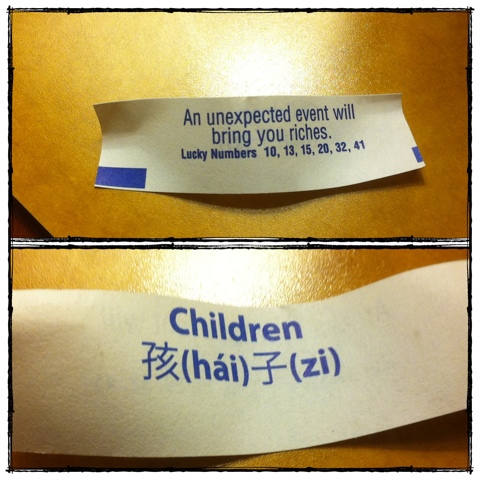 An unexpected event will
bring you riches.
Lucky Numbers 10, 13, 15, 20, 32, 41
Children
孩(hái)子(zi)